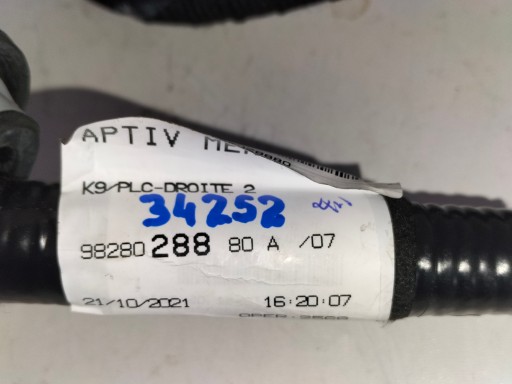 APTIV
K9/PLC-DROITE 2
34252
98280 288 80 A /07
21/10/2021 16:20:07